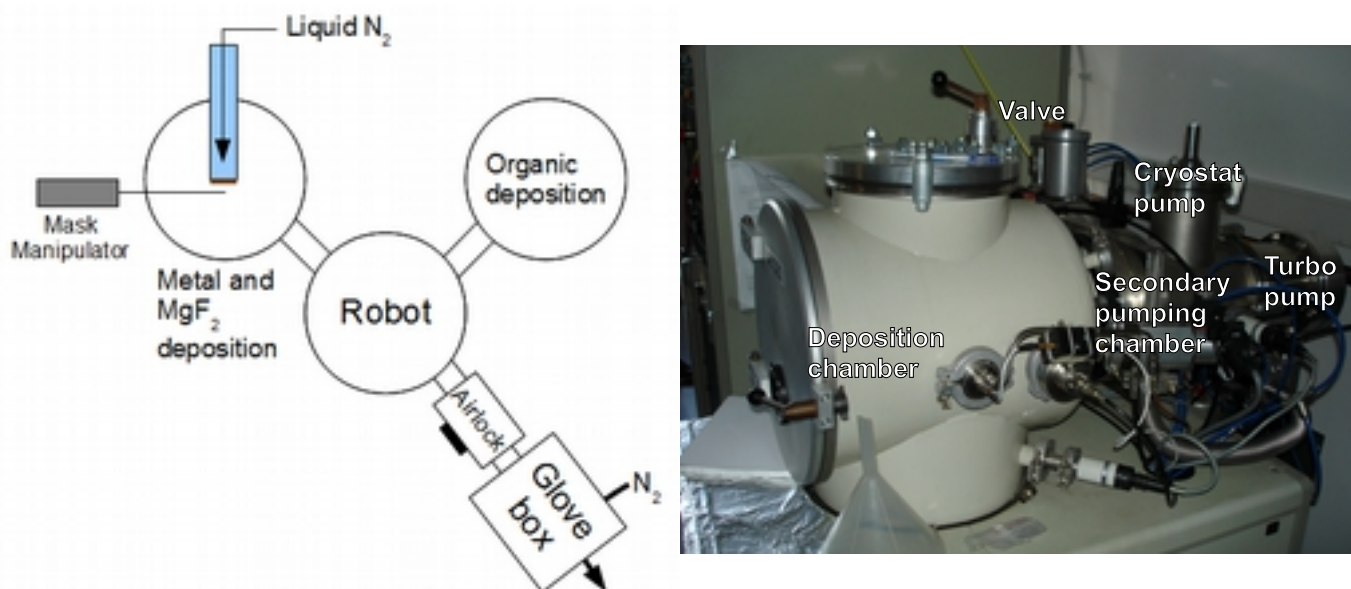 Liquid N₂
Organic
deposition
Mask
Manipulator
Metal and
MgF₂
deposition
Robot
Airlock
Glove
box
N₂
Valve
Cryostat
pump
Turbo
pump
Secondary
pumping
chamber
Deposition
chamber